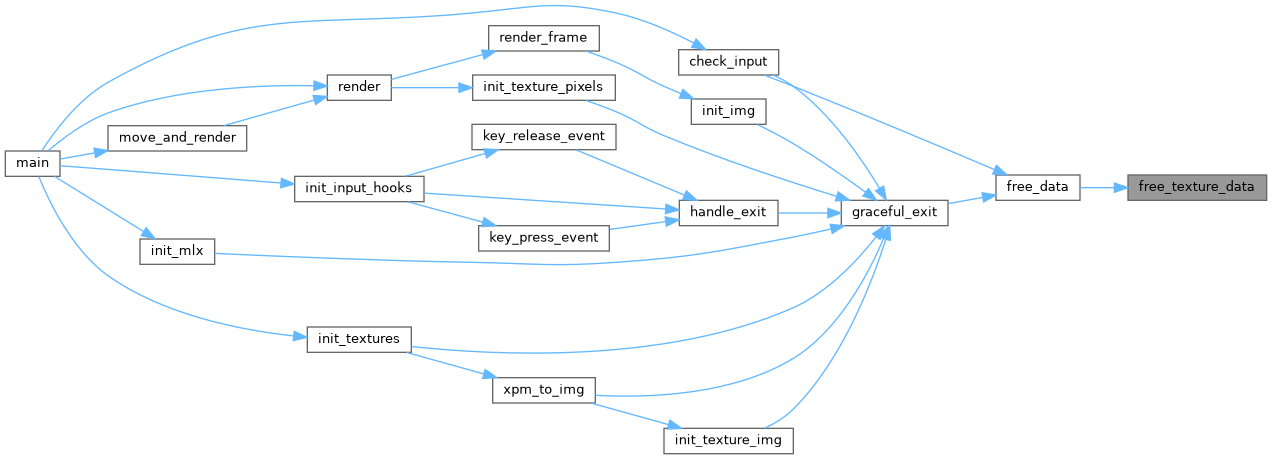 render_frame
check_input
render
init_texture_pixels
init_img
move_and_render
key_release_event
main
init_input_hooks
free_data
free_texture_data
handle_exit
graceful_exit
key_press_event
init_mlx
init_textures
xpm_to_img
init_texture_img